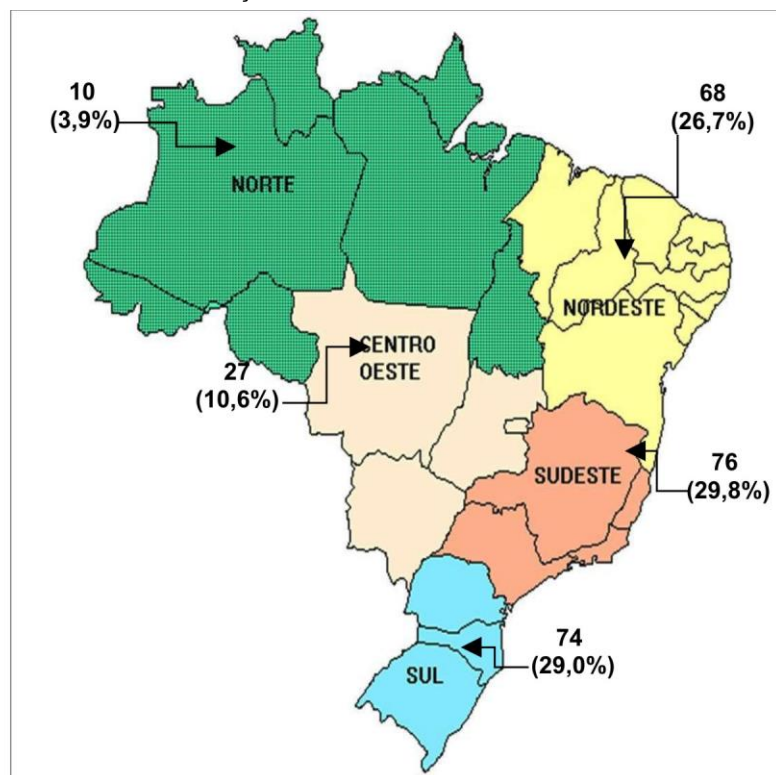 10
(3,9%)
NORTE
68
(26,7%)
NORDESTE
CENTRO
OESTE
27
(10,6%)
SUDESTE
76
(29,8%)
74
(29,0%)
SUL